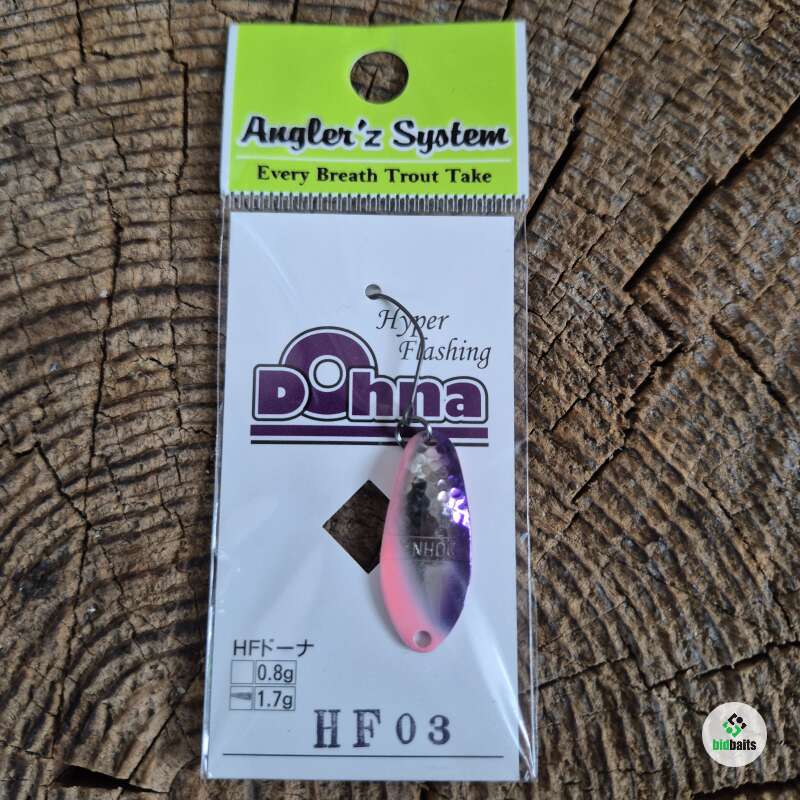 Angler'z System
Every Breath Trout Take
Hyper
Flashing
Dohna
HFドーナ
0.8g
1.7g
HF03
bidbaits